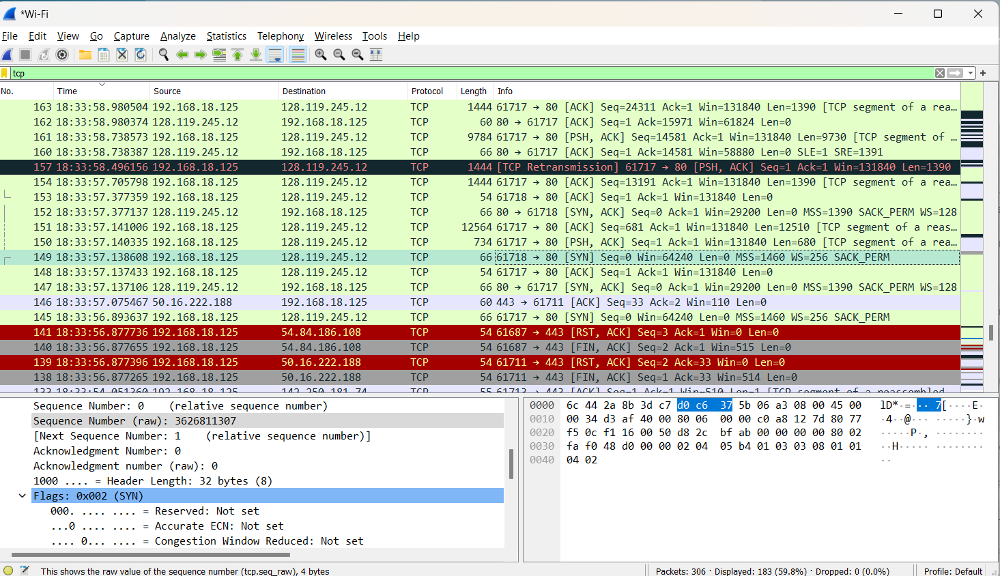 *Wi-Fi
File Edit View Go Capture Analyze Statistics Telephony Wireless Tools Help
tcp
No. Time Source Destination Protocol Length Info
163 18:33:58.980504 192.168.18.125 128.119.245.12 TCP 1444 61717 → 80 [ACK] Seq=24311 Ack=1 Win=131840 Len=1390 [TCP segment of a rea…
162 18:33:58.980374 128.119.245.12 192.168.18.125 TCP 60 80 → 61717 [ACK] Seq=1 Ack=15971 Win=61824 Len=0
161 18:33:58.738573 192.168.18.125 128.119.245.12 TCP 9784 61717 → 80 [PSH, ACK] Seq=14581 Ack=1 Win=131840 Len=9730 [TCP segment of …
160 18:33:58.738387 128.119.245.12 192.168.18.125 TCP 66 80 → 61717 [ACK] Seq=1 Ack=14581 Win=58880 Len=0 SLE=1 SRE=1391
157 18:33:58.496156 192.168.18.125 128.119.245.12 TCP 1444 [TCP Retransmission] 61717 → 80 [PSH, ACK] Seq=1 Ack=1 Win=131840 Len=1390
154 18:33:57.705798 192.168.18.125 128.119.245.12 TCP 1444 61717 → 80 [ACK] Seq=13191 Ack=1 Win=131840 Len=1390 [TCP segment of a rea…
153 18:33:57.377359 192.168.18.125 128.119.245.12 TCP 54 61718 → 80 [ACK] Seq=1 Ack=1 Win=131840 Len=0
152 18:33:57.377137 128.119.245.12 192.168.18.125 TCP 66 80 → 61718 [SYN, ACK] Seq=0 Ack=1 Win=29200 Len=0 MSS=1390 SACK_PERM WS=128
151 18:33:57.141006 192.168.18.125 128.119.245.12 TCP 12564 61717 → 80 [ACK] Seq=681 Ack=1 Win=131840 Len=12510 [TCP segment of a reas…
150 18:33:57.140335 192.168.18.125 128.119.245.12 TCP 734 61717 → 80 [PSH, ACK] Seq=1 Ack=1 Win=131840 Len=680 [TCP segment of a rea…
149 18:33:57.138608 192.168.18.125 128.119.245.12 TCP 66 61718 → 80 [SYN] Seq=0 Win=64240 Len=0 MSS=1460 WS=256 SACK_PERM
148 18:33:57.137433 192.168.18.125 128.119.245.12 TCP 54 61717 → 80 [ACK] Seq=1 Ack=1 Win=131840 Len=0
147 18:33:57.137106 128.119.245.12 192.168.18.125 TCP 66 80 → 61717 [SYN, ACK] Seq=0 Ack=1 Win=29200 Len=0 MSS=1390 SACK_PERM WS=128
146 18:33:57.075467 50.16.222.188 192.168.18.125 TCP 60 443 → 61711 [ACK] Seq=33 Ack=2 Win=110 Len=0
145 18:33:56.893637 192.168.18.125 128.119.245.12 TCP 66 61717 → 80 [SYN] Seq=0 Win=64240 Len=0 MSS=1460 WS=256 SACK_PERM
141 18:33:56.877736 192.168.18.125 54.84.186.108 TCP 54 61687 → 443 [RST, ACK] Seq=3 Ack=1 Win=0 Len=0
140 18:33:56.877655 192.168.18.125 54.84.186.108 TCP 54 61687 → 443 [FIN, ACK] Seq=2 Ack=1 Win=515 Len=0
139 18:33:56.877396 192.168.18.125 50.16.222.188 TCP 54 61711 → 443 [RST, ACK] Seq=2 Ack=33 Win=0 Len=0
138 18:33:56.877265 192.168.18.125 50.16.222.188 TCP 54 61711 → 443 [FIN, ACK] Seq=1 Ack=33 Win=514 Len=0
133 18:33:54.051360 192.168.18.125 142.250.181.74 TCP 55 61713 → 443 [ACK] Seq=1 Ack=1 Win=510 Len=1 [TCP segment of a reassembled
Sequence Number: 0 (relative sequence number)
Sequence Number (raw): 3626811307
[Next Sequence Number: 1 (relative sequence number)]
Acknowledgment Number: 0
Acknowledgment number (raw): 0
1000 .... = Header Length: 32 bytes (8)
Flags: 0x002 (SYN)
000. .... .... = Reserved: Not set
...0 .... .... = Accurate ECN: Not set
.... 0... .... = Congestion Window Reduced: Not set
0000 6c 44 2a 8b 3d c7 d0 c6 37 5b 06 a3 08 00 45 00 lD*·=···7[····E·
0010 00 34 d3 af 40 00 80 06 00 00 c0 a8 12 7d 80 77 ·4··@········}·w
0020 f5 0c f1 16 00 50 d8 2c bf ab 00 00 00 00 80 02 ·····P·,········
0030 fa f0 48 d0 00 00 02 04 05 b4 01 03 03 08 01 01 ··H·············
0040 04 02 ··
This shows the raw value of the sequence number (tcp.seq_raw), 4 bytes
Packets: 306 · Displayed: 183 (59.8%) · Dropped: 0 (0.0%)
Profile: Default